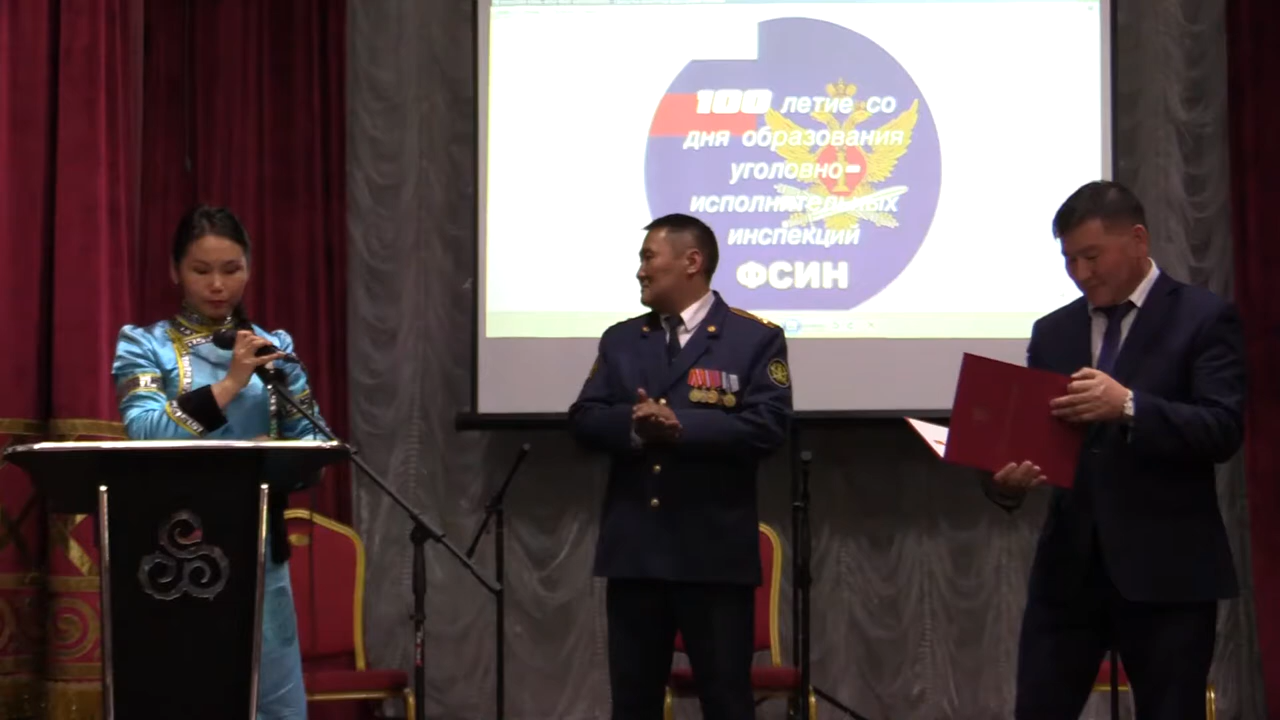 100 летие со
дня образования
уголовно-
исполнительных
инспекций
ФСИН